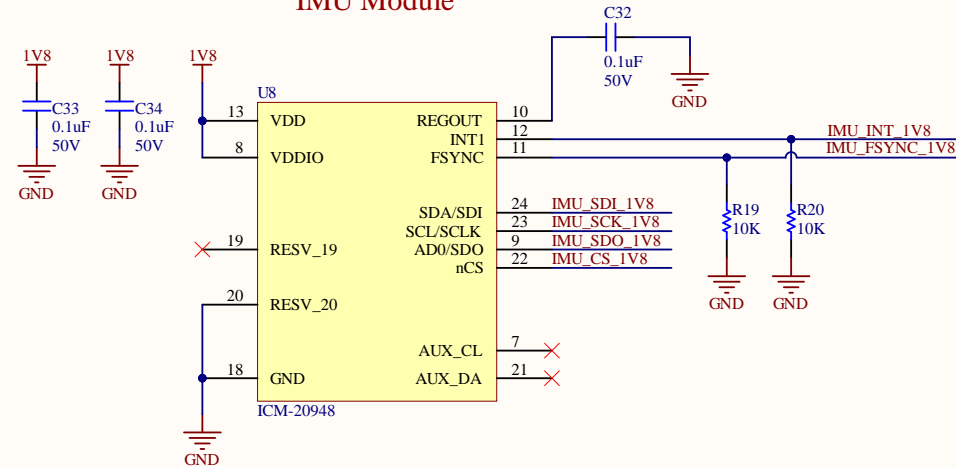 IMU Module
C32
0.1uF
50V
GND
1V8
1V8
1V8
C33
0.1uF
50V
GND
C34
0.1uF
50V
GND
U8
13
VDD
8
VDDIO
19
RESV_19
20
RESV_20
18
GND
GND
ICM-20948
REGOUT
10
INT1
12
IMU_INT_1V8
FSYNC
11
IMU_FSYNC_1V8
SDA/SDI
24
IMU_SDI_1V8
SCL/SCLK
23
IMU_SCK_1V8
AD0/SDO
9
IMU_SDO_1V8
nCS
22
IMU_CS_1V8
AUX_CL
7
AUX_DA
21
R19
10K
GND
R20
10K
GND